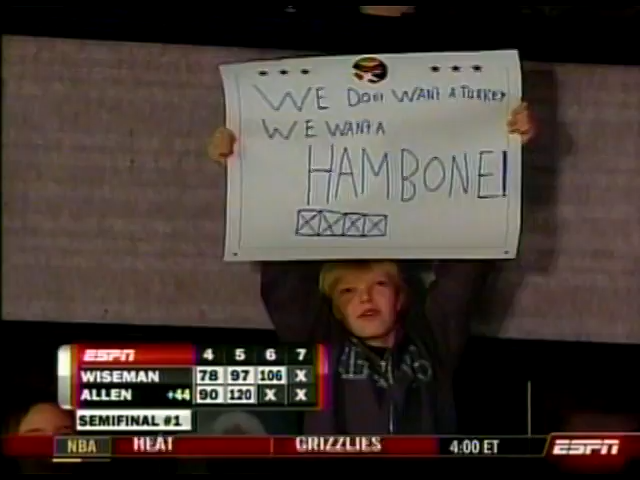 WE DON'T WANT A TURKEY
WE WANT A
HAMBONE!
X X X X
ESPN 4 5 6 7
WISEMAN 78 97 106 X
ALLEN +44 90 120 X X
SEMIFINAL #1
NBA HEAT GRIZZLIES 4:00 ET ESPN